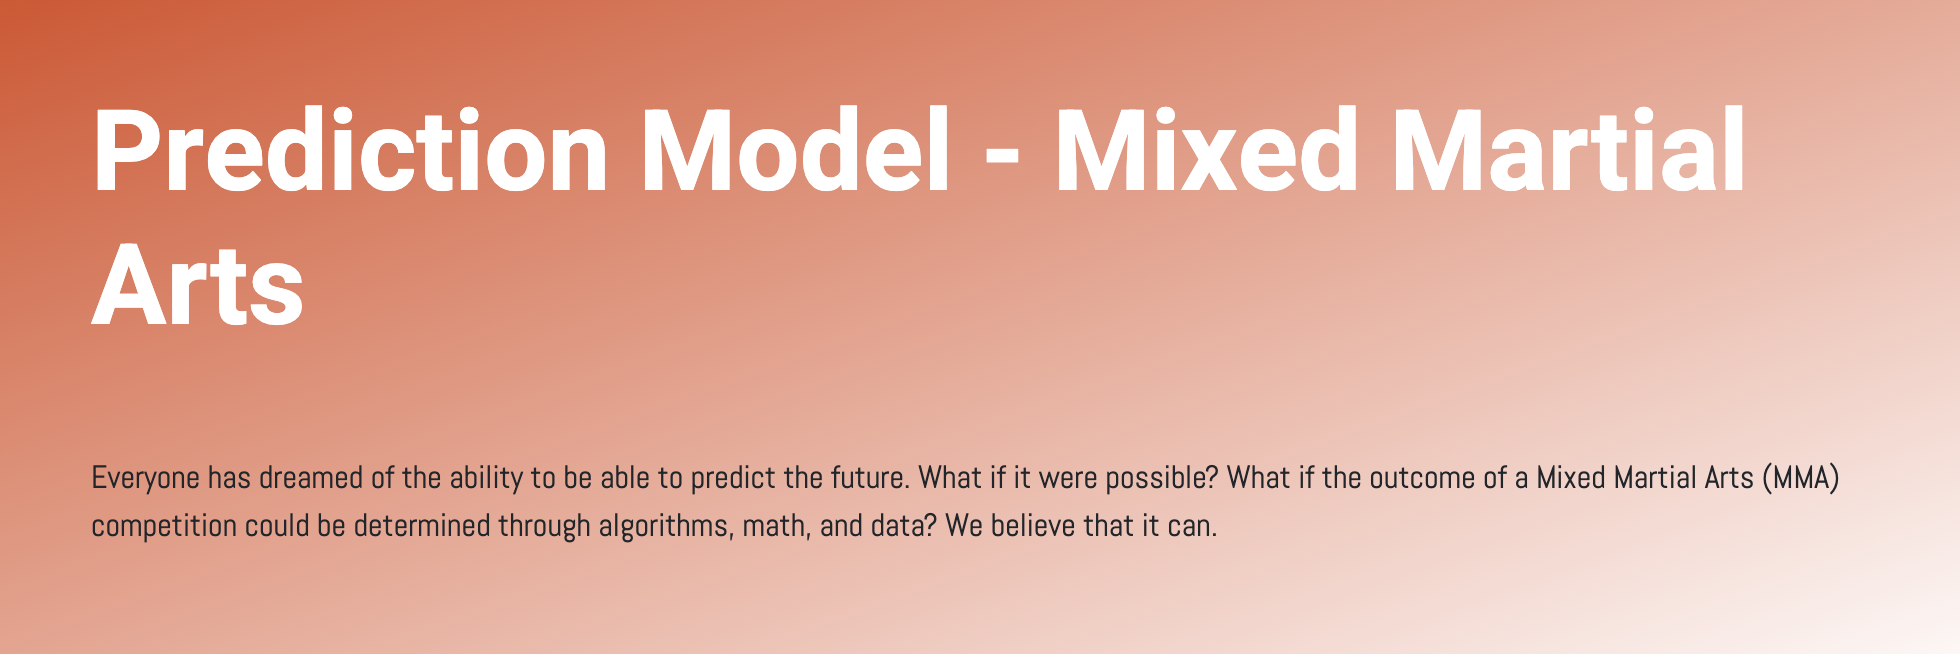 Prediction Model - Mixed Martial
Arts
Everyone has dreamed of the ability to be able to predict the future. What if it were possible? What if the outcome of a Mixed Martial Arts (MMA)
competition could be determined through algorithms, math, and data? We believe that it can.